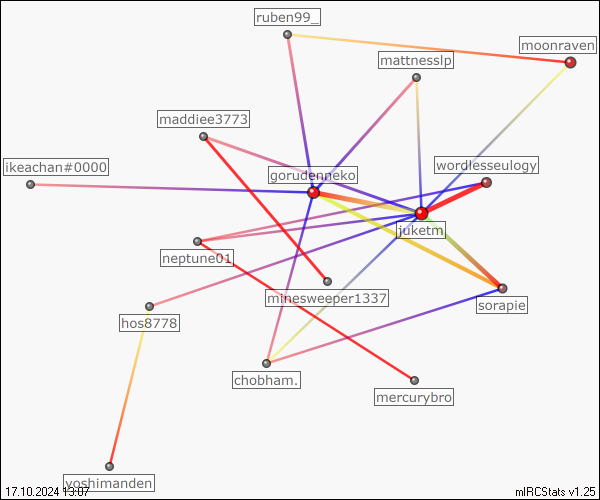 ruben99_
moonraven
mattnesslp
maddiee3773
ikeachan#0000
gorudenneko
wordlesseulogy
juketm
neptune01
minesweeper1337
sorapie
hos8778
chobham.
mercurybro
yoshimanden
17.10.2024 13:07
mIRCStats v1.25